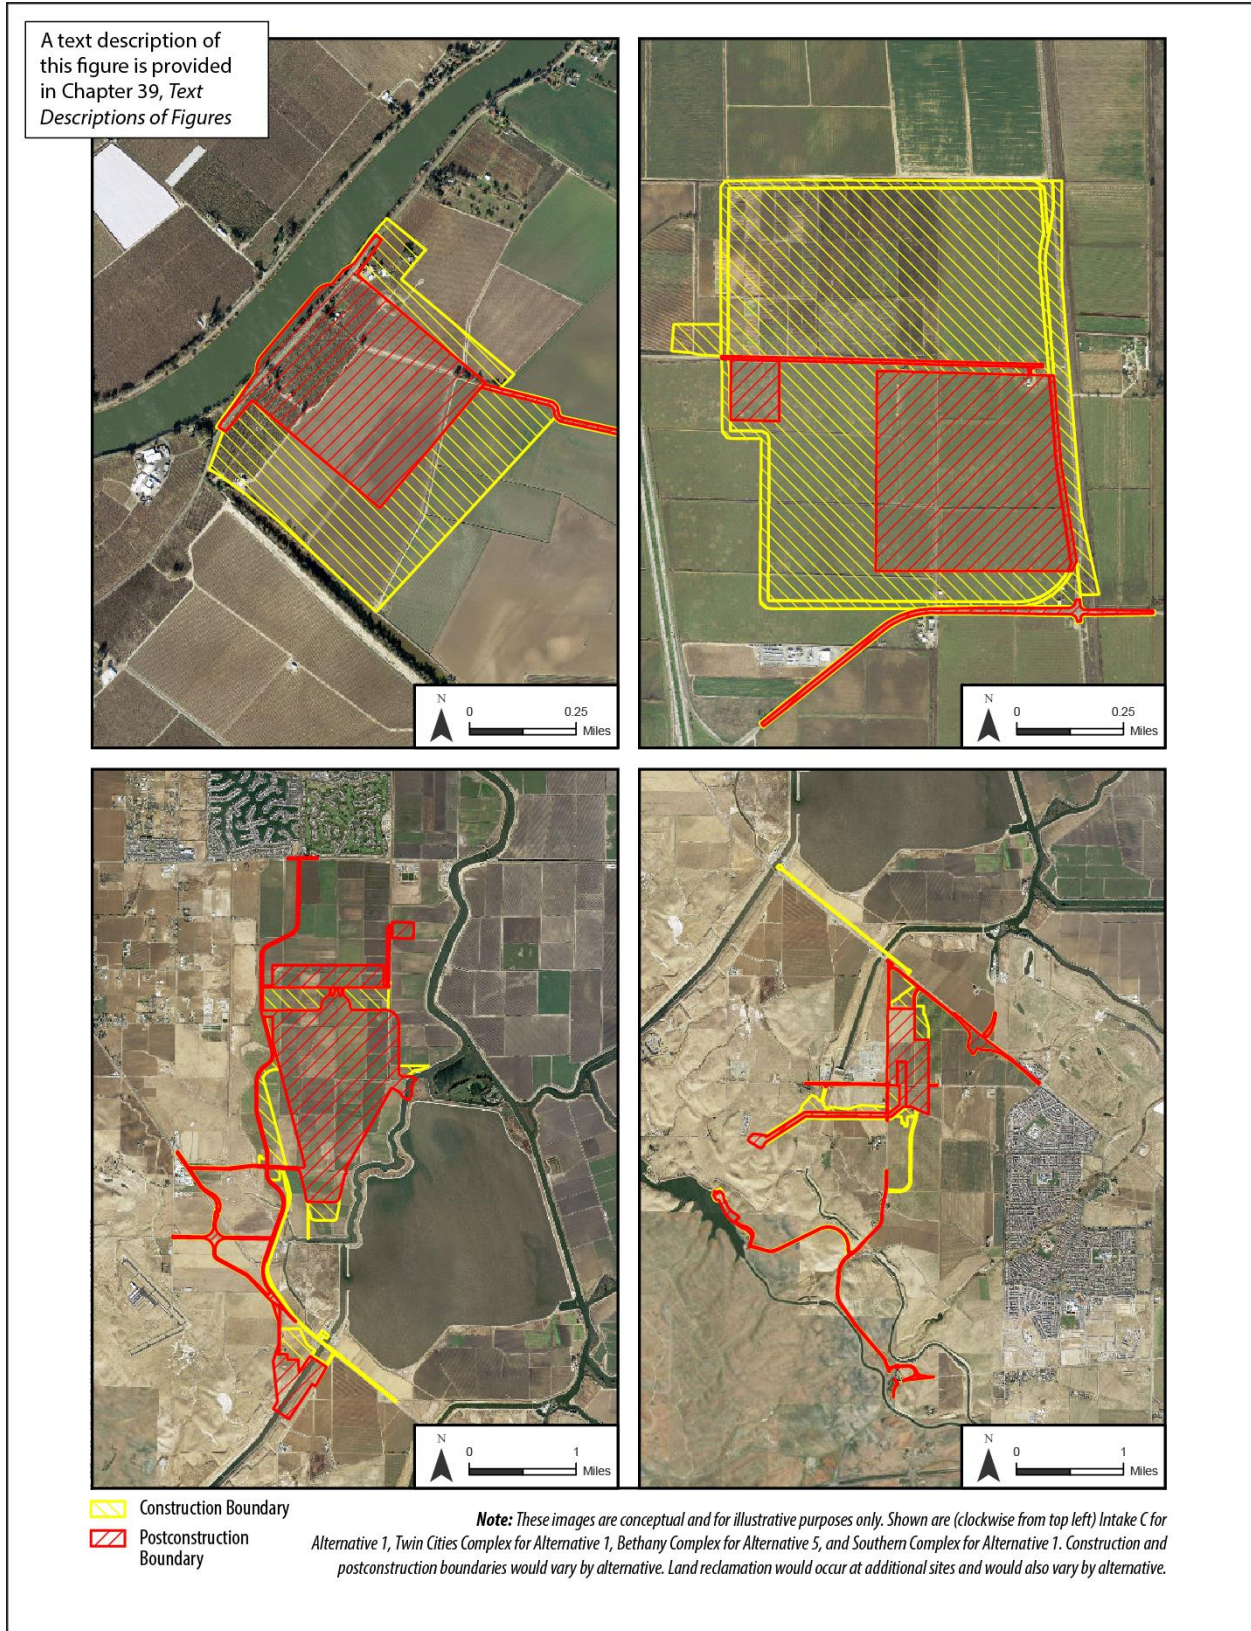 A text description of
this figure is provided
in Chapter 39, Text
Descriptions of Figures
N
0
0.25
Miles
N
0
0.25
Miles
N
0
1
Miles
N
0
1
Miles
Construction Boundary
Postconstruction
Boundary
Note: These images are conceptual and for illustrative purposes only. Shown are (clockwise from top left) Intake C for
Alternative 1, Twin Cities Complex for Alternative 1, Bethany Complex for Alternative 5, and Southern Complex for Alternative 1. Construction and
postconstruction boundaries would vary by alternative. Land reclamation would occur at additional sites and would also vary by alternative.